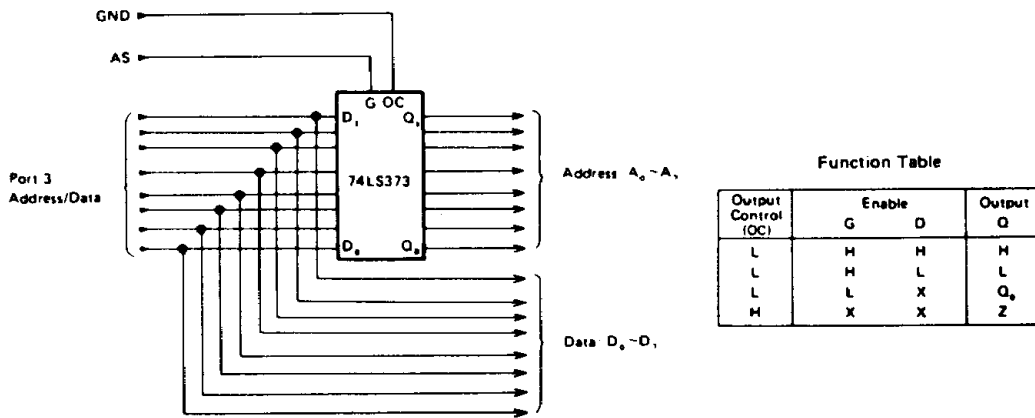 GND
AS
G OC
D₁ Q₁
Port 3
Address/Data
74LS373
D₈ Q₈
Address A₀~A₇
Data D₀~D₇
Function Table
Output
Control
(OC) Enable Output
G D Q
L H H H
L H L L
L L X Q₀
H X X Z